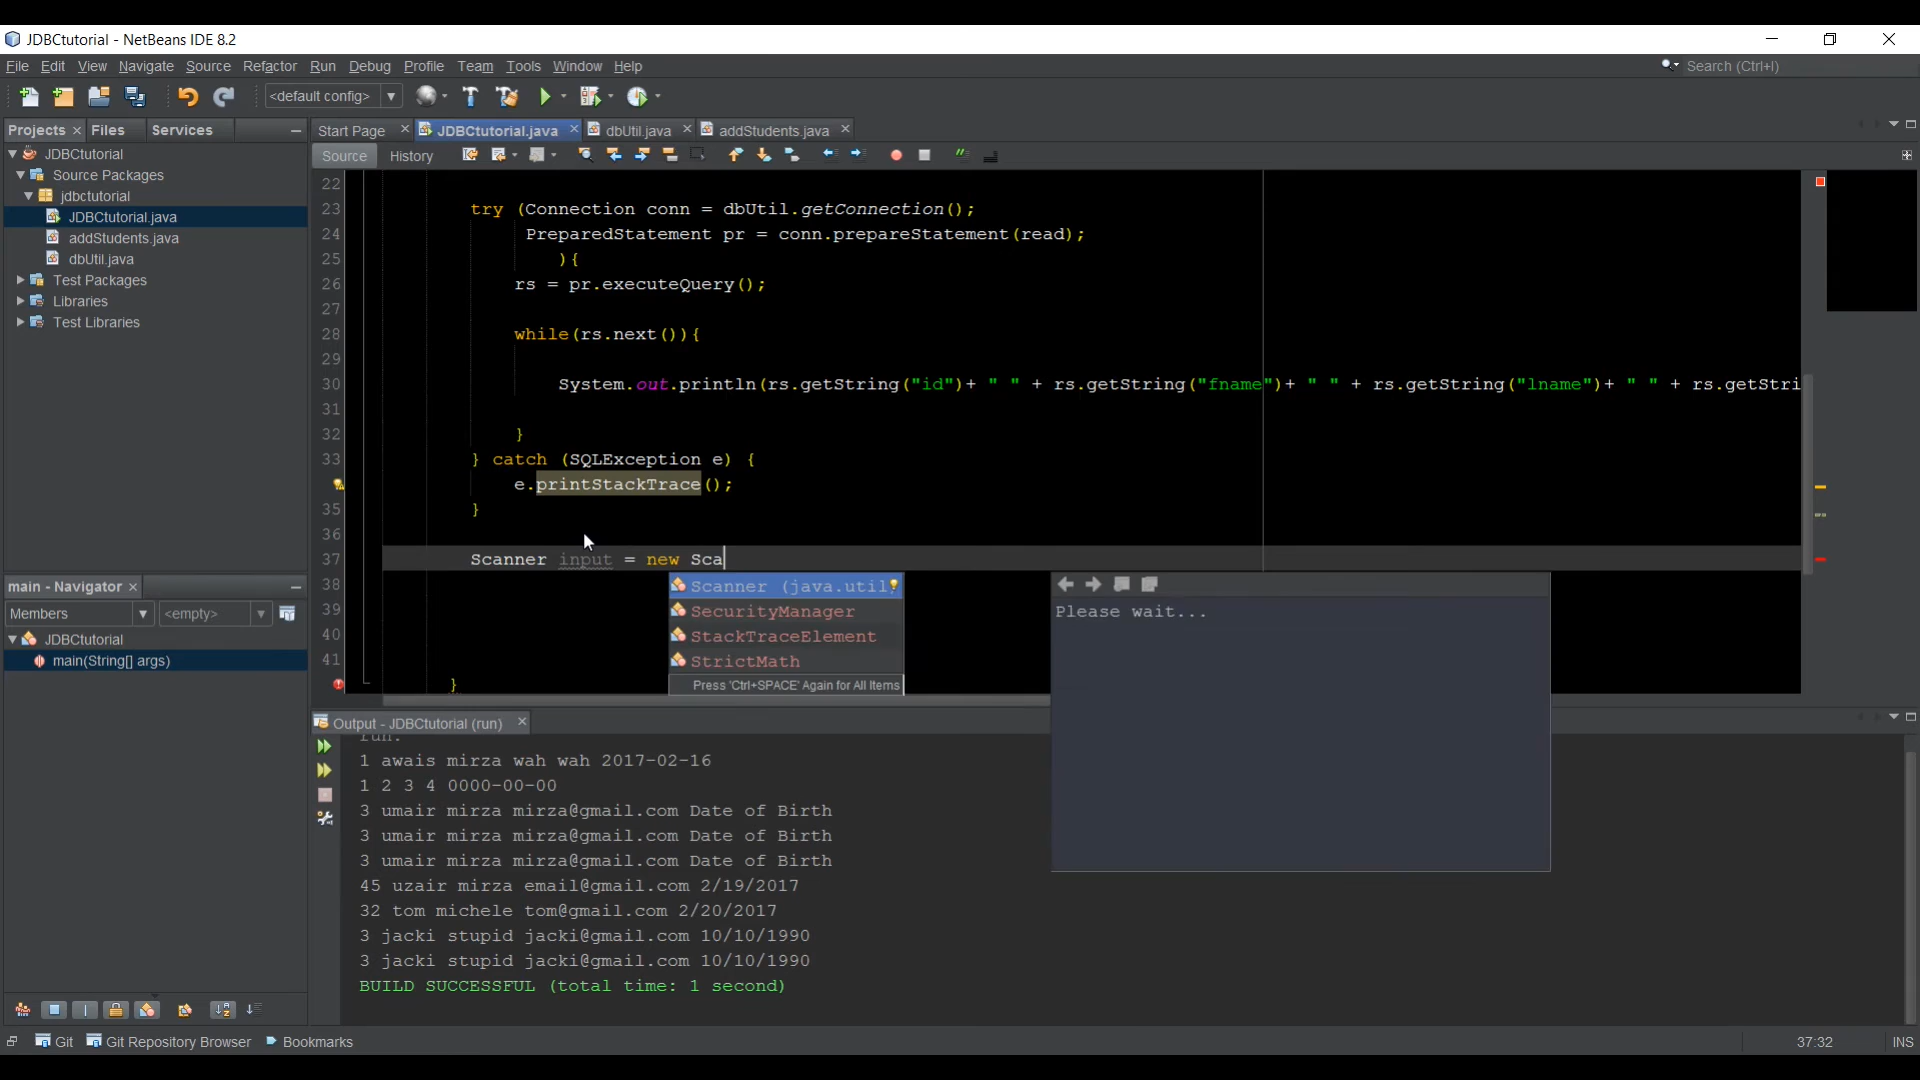 JDBCtutorial - NetBeans IDE 8.2
File Edit View Navigate Source Refactor Run Debug Profile Team Tools Window Help
Search (Ctrl+I)
<default config>
Projects Files Services
Start Page JDBCtutorial.java dbUtil.java addStudents.java
Source History
JDBCtutorial
Source Packages
jdbctutorial
JDBCtutorial.java
addStudents.java
dbUtil.java
Test Packages
Libraries
Test Libraries
22
23 try (Connection conn = dbUtil.getConnection();
24 PreparedStatement pr = conn.prepareStatement(read);
25 ){
26 rs = pr.executeQuery();
27
28 while(rs.next()){
29
30 System.out.println(rs.getString("id")+ " " + rs.getString("fname")+ " " + rs.getString("lname")+ " " + rs.getStri
31
32 }
33 } catch (SQLException e) {
e.printStackTrace();
35 }
36
37 Scanner input = new Sca
38
39
40
41
}
Scanner (java.util
SecurityManager
StackTraceElement
StrictMath
Press 'Ctrl+SPACE' Again for All Items
Please wait...
main - Navigator
Members <empty>
JDBCtutorial
main(String[] args)
Output - JDBCtutorial (run)
run:
1 awais mirza wah wah 2017-02-16
1 2 3 4 0000-00-00
3 umair mirza mirza@gmail.com Date of Birth
3 umair mirza mirza@gmail.com Date of Birth
3 umair mirza mirza@gmail.com Date of Birth
45 uzair mirza email@gmail.com 2/19/2017
32 tom michele tom@gmail.com 2/20/2017
3 jacki stupid jacki@gmail.com 10/10/1990
3 jacki stupid jacki@gmail.com 10/10/1990
BUILD SUCCESSFUL (total time: 1 second)
Git Git Repository Browser Bookmarks
37:32 INS